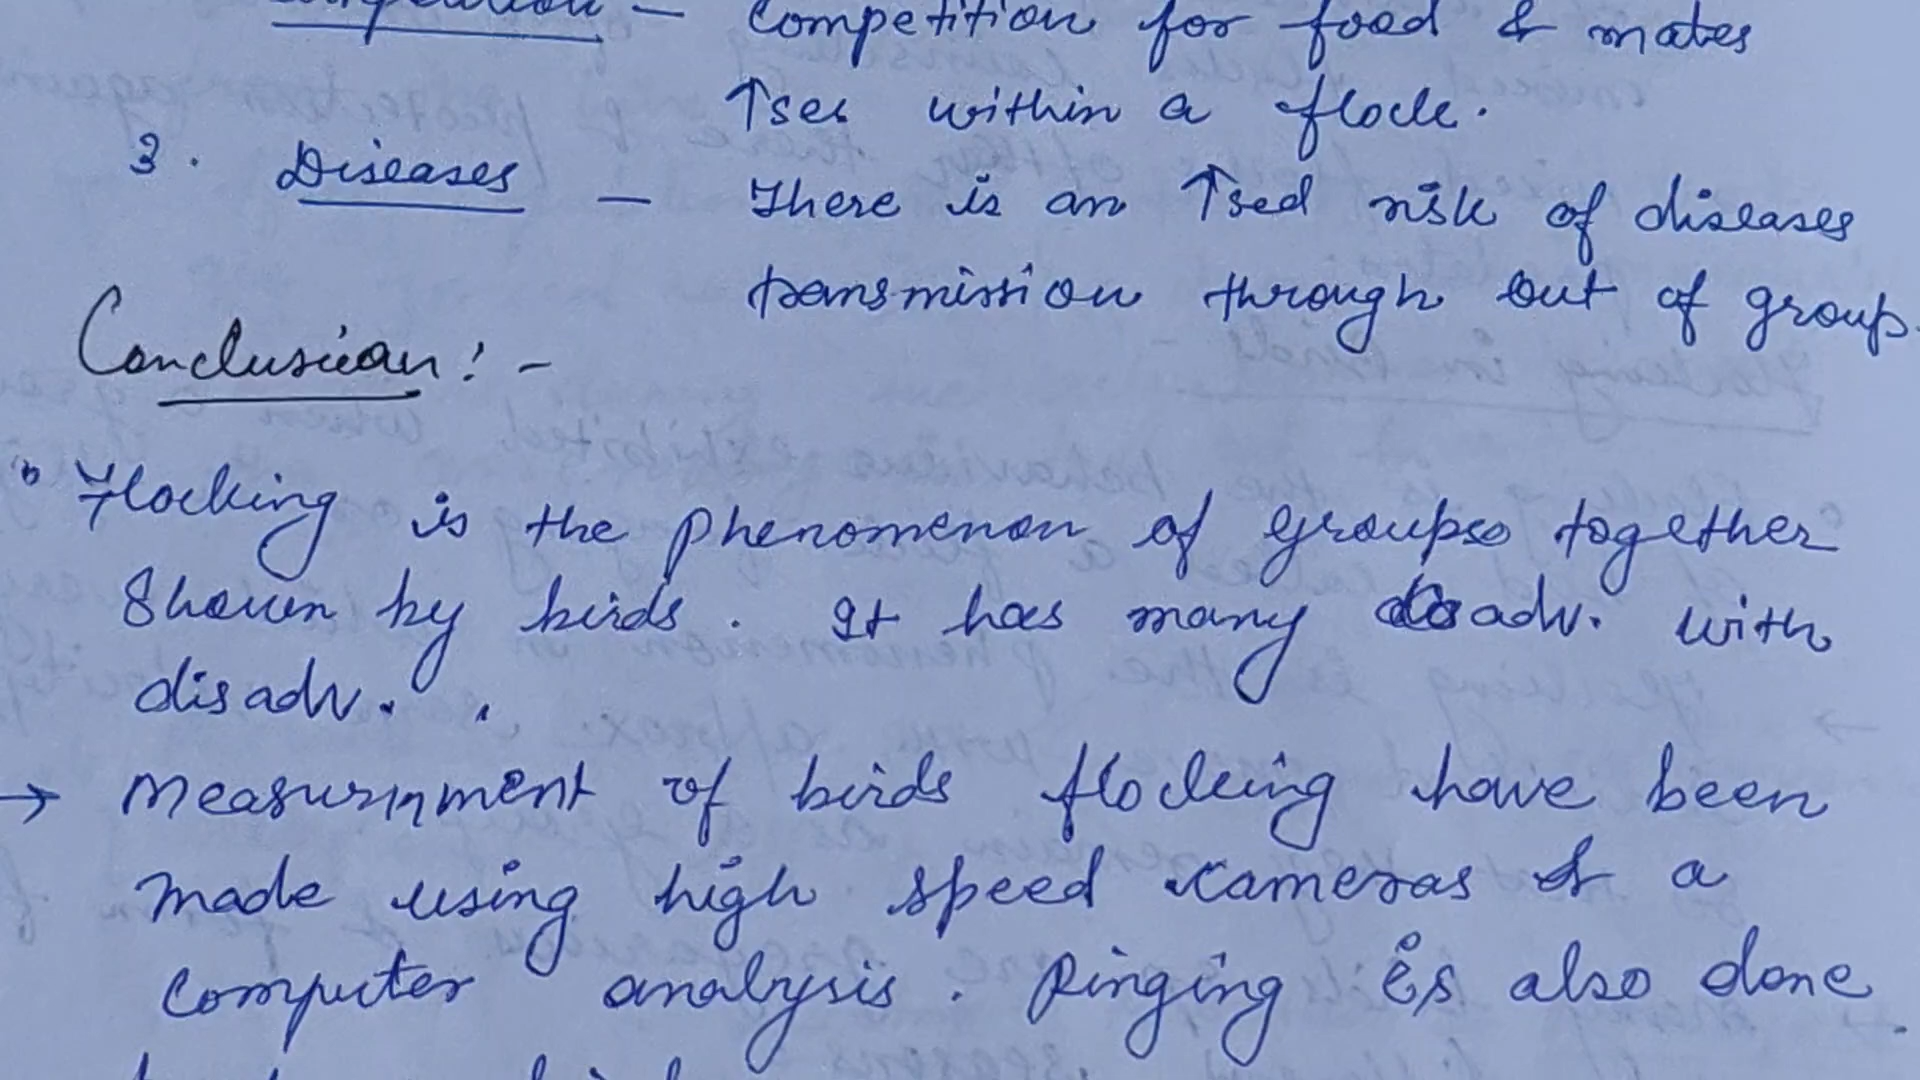 Competition for food & mates
↑ses within a flock.
3. Diseases - There is an ↑sed risk of diseases
transmission through out of group.
Conclusion:-
Flocking is the phenomenon of groups together
Shown by birds. It has many adv. with
disadv.
→ Measurnment of birds flocking have been
made using high speed cameras & a
computer analysis. Ringing is also done